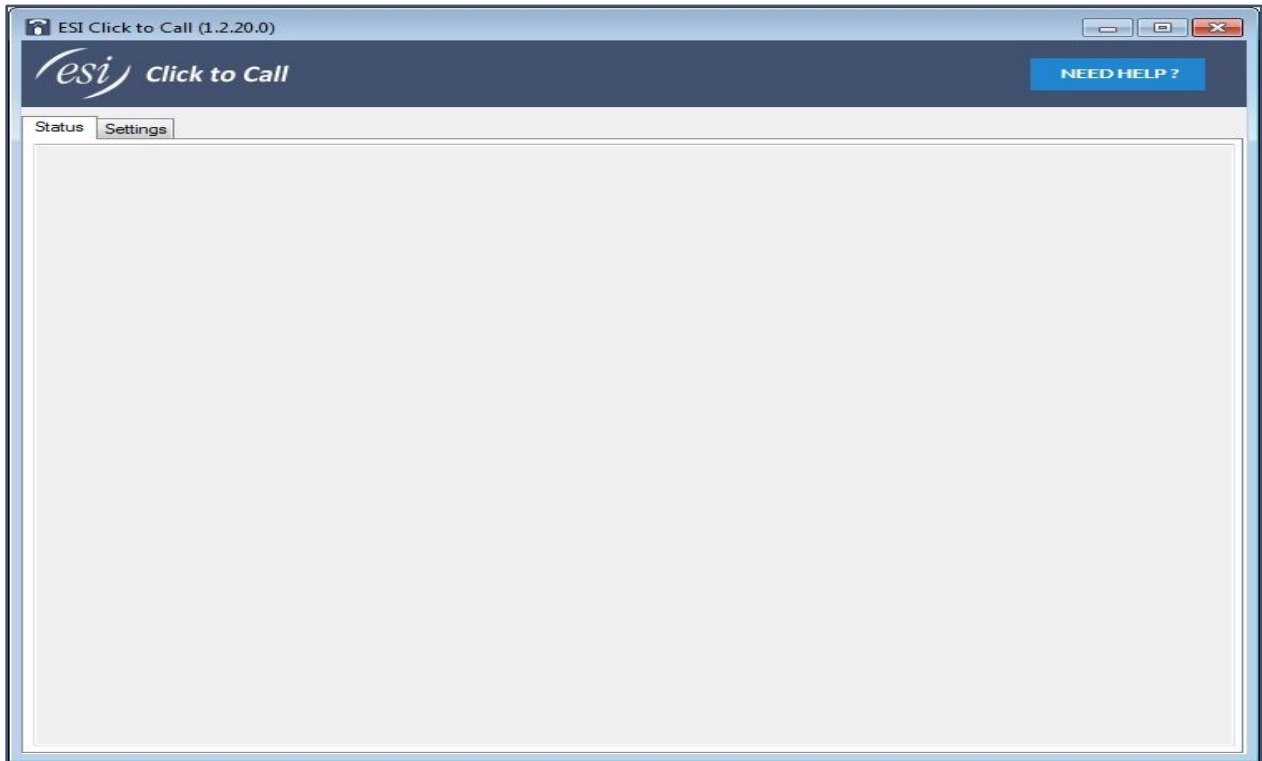 ESI Click to Call (1.2.20.0)
esi Click to Call
NEED HELP ?
Status Settings